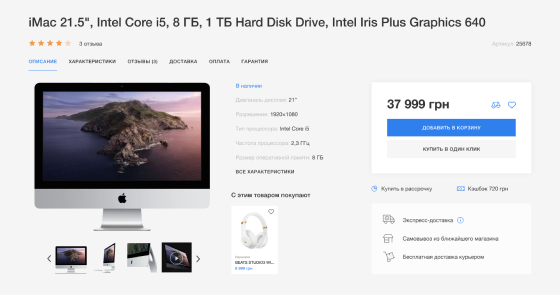 iMac 21.5", Intel Core i5, 8 ГБ, 1 ТБ Hard Disk Drive, Intel Iris Plus Graphics 640
3 отзыва
Артикул: 25678
ОПИСАНИЕ ХАРАКТЕРИСТИКИ ОТЗЫВЫ (3) ДОСТАВКА ОПЛАТА ГАРАНТИЯ
В наличии
Диагональ дисплея: 21"
Разрешение: 1920×1080
Тип процессора: Intel Core i5
Частота процессора: 2,3 ГГц
Размер оперативной памяти: 8 ГБ
ВСЕ ХАРАКТЕРИСТИКИ
С этим товаром покупают
BEATS STUDIO3 WI...
8 999 грн
37 999 грн
ДОБАВИТЬ В КОРЗИНУ
КУПИТЬ В ОДИН КЛИК
Купить в рассрочку
Кэшбэк 720 грн
Экспресс-доставка
Самовывоз из ближайшего магазина
Бесплатная доставка курьером